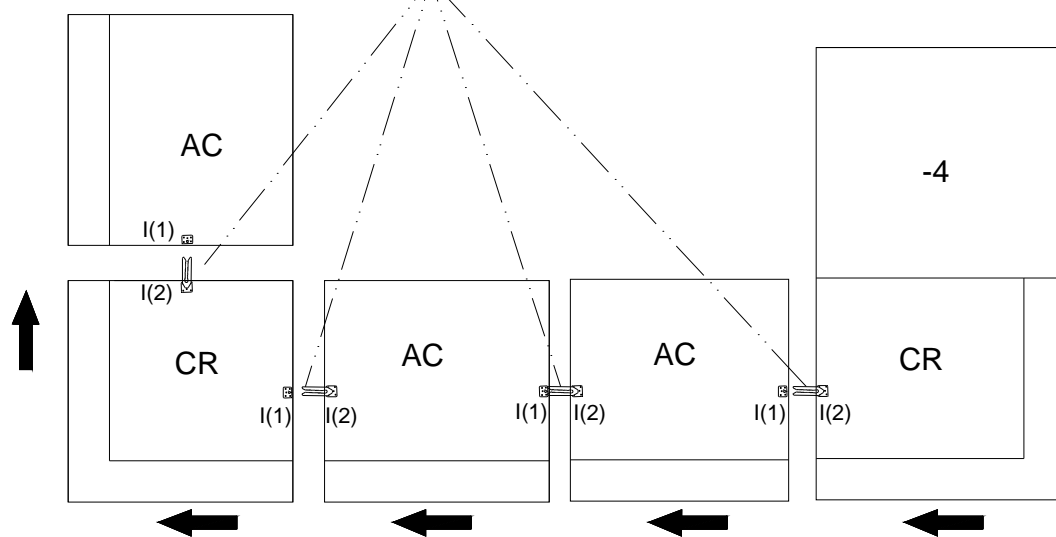 AC
-4
I(1)
I(2)
CR
AC
AC
CR
I(1)
I(2)
I(1)
I(2)
I(1)
I(2)